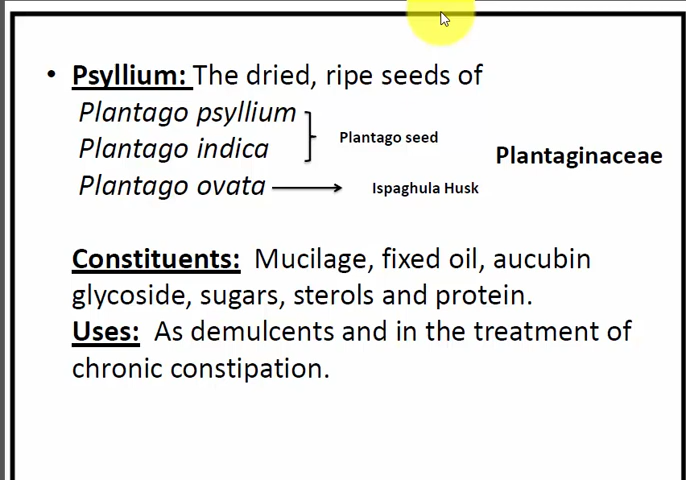 • Psyllium: The dried, ripe seeds of
Plantago psyllium
Plantago seed
Plantago indica
Plantaginaceae
Plantago ovata
Ispaghula Husk
Constituents: Mucilage, fixed oil, aucubin
glycoside, sugars, sterols and protein.
Uses: As demulcents and in the treatment of
chronic constipation.